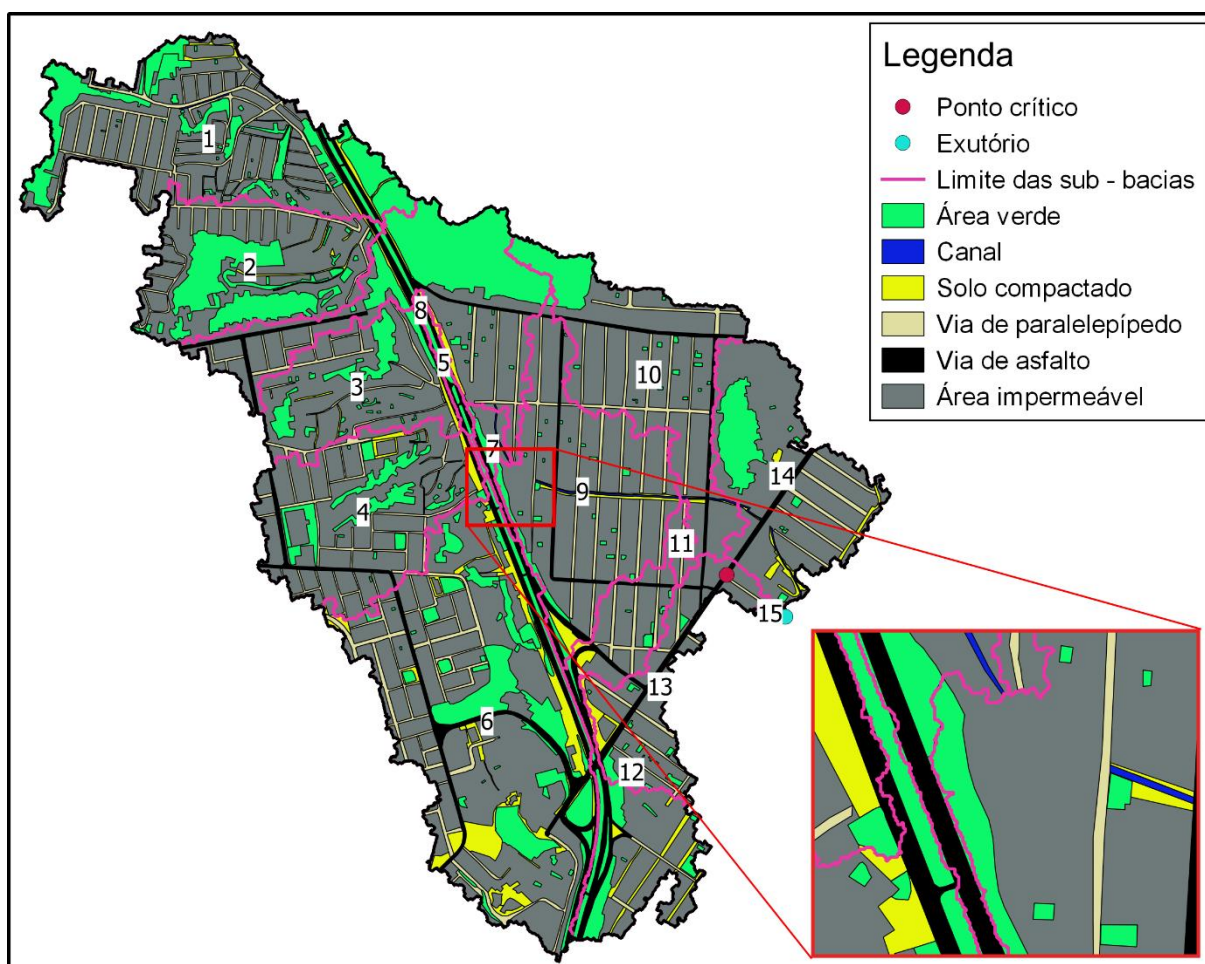 Legenda
Ponto crítico
Exutório
Limite das sub - bacias
Área verde
Canal
Solo compactado
Via de paralelepípedo
Via de asfalto
Área impermeável
1
2
8
5
3
10
7
14
9
4
11
15
13
6
12